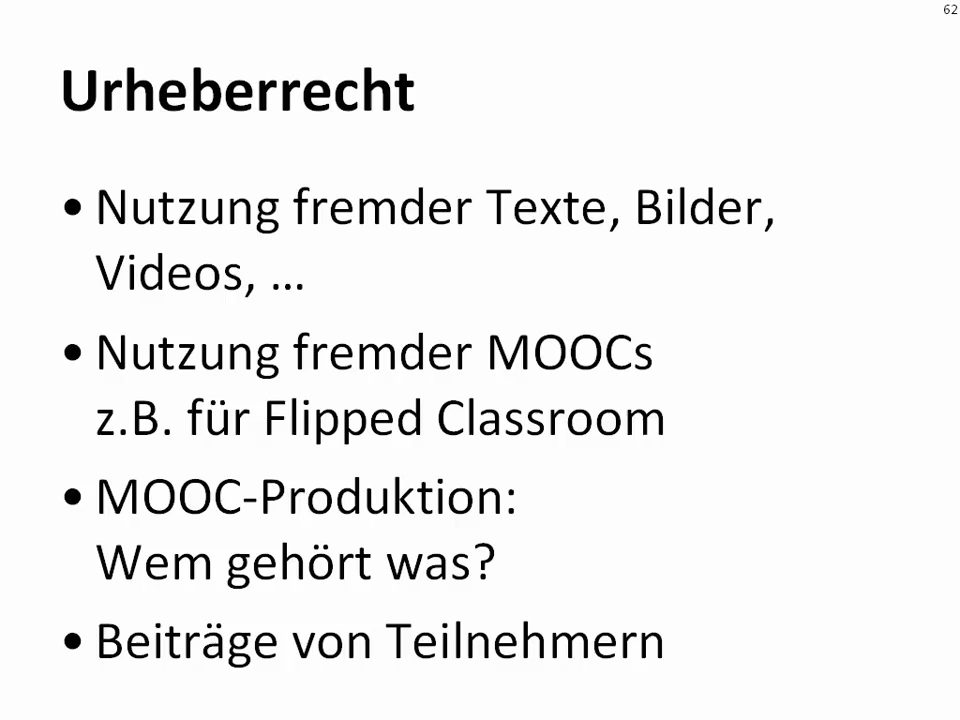 62
Urheberrecht
• Nutzung fremder Texte, Bilder,
Videos, …
• Nutzung fremder MOOCs
z.B. für Flipped Classroom
• MOOC-Produktion:
Wem gehört was?
• Beiträge von Teilnehmern